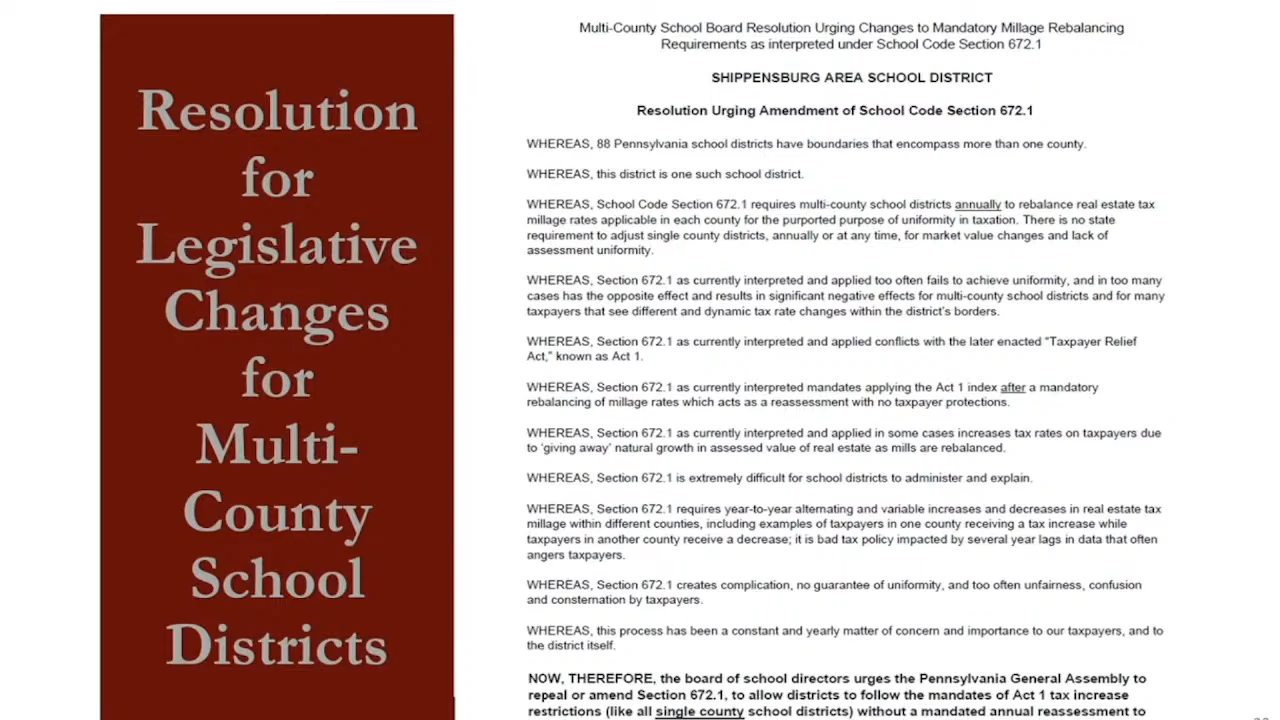 Resolution
for
Legislative
Changes
for
Multi-
County
School
Districts
Multi-County School Board Resolution Urging Changes to Mandatory Millage Rebalancing
Requirements as interpreted under School Code Section 672.1
SHIPPENSBURG AREA SCHOOL DISTRICT
Resolution Urging Amendment of School Code Section 672.1
WHEREAS, 88 Pennsylvania school districts have boundaries that encompass more than one county.
WHEREAS, this district is one such school district.
WHEREAS, School Code Section 672.1 requires multi-county school districts annually to rebalance real estate tax
millage rates applicable in each county for the purported purpose of uniformity in taxation. There is no state
requirement to adjust single county districts, annually or at any time, for market value changes and lack of
assessment uniformity.
WHEREAS, Section 672.1 as currently interpreted and applied too often fails to achieve uniformity, and in too many
cases has the opposite effect and results in significant negative effects for multi-county school districts and for many
taxpayers that see different and dynamic tax rate changes within the district's borders.
WHEREAS, Section 672.1 as currently interpreted and applied conflicts with the later enacted “Taxpayer Relief
Act,” known as Act 1.
WHEREAS, Section 672.1 as currently interpreted mandates applying the Act 1 index after a mandatory
rebalancing of millage rates which acts as a reassessment with no taxpayer protections.
WHEREAS, Section 672.1 as currently interpreted and applied in some cases increases tax rates on taxpayers due
to ‘giving away’ natural growth in assessed value of real estate as mills are rebalanced.
WHEREAS, Section 672.1 is extremely difficult for school districts to administer and explain.
WHEREAS, Section 672.1 requires year-to-year alternating and variable increases and decreases in real estate tax
millage within different counties, including examples of taxpayers in one county receiving a tax increase while
taxpayers in another county receive a decrease; it is bad tax policy impacted by several year lags in data that often
angers taxpayers.
WHEREAS, Section 672.1 creates complication, no guarantee of uniformity, and too often unfairness, confusion
and consternation by taxpayers.
WHEREAS, this process has been a constant and yearly matter of concern and importance to our taxpayers, and to
the district itself.
NOW, THEREFORE, the board of school directors urges the Pennsylvania General Assembly to
repeal or amend Section 672.1, to allow districts to follow the mandates of Act 1 tax increase
restrictions (like all single county school districts) without a mandated annual reassessment to